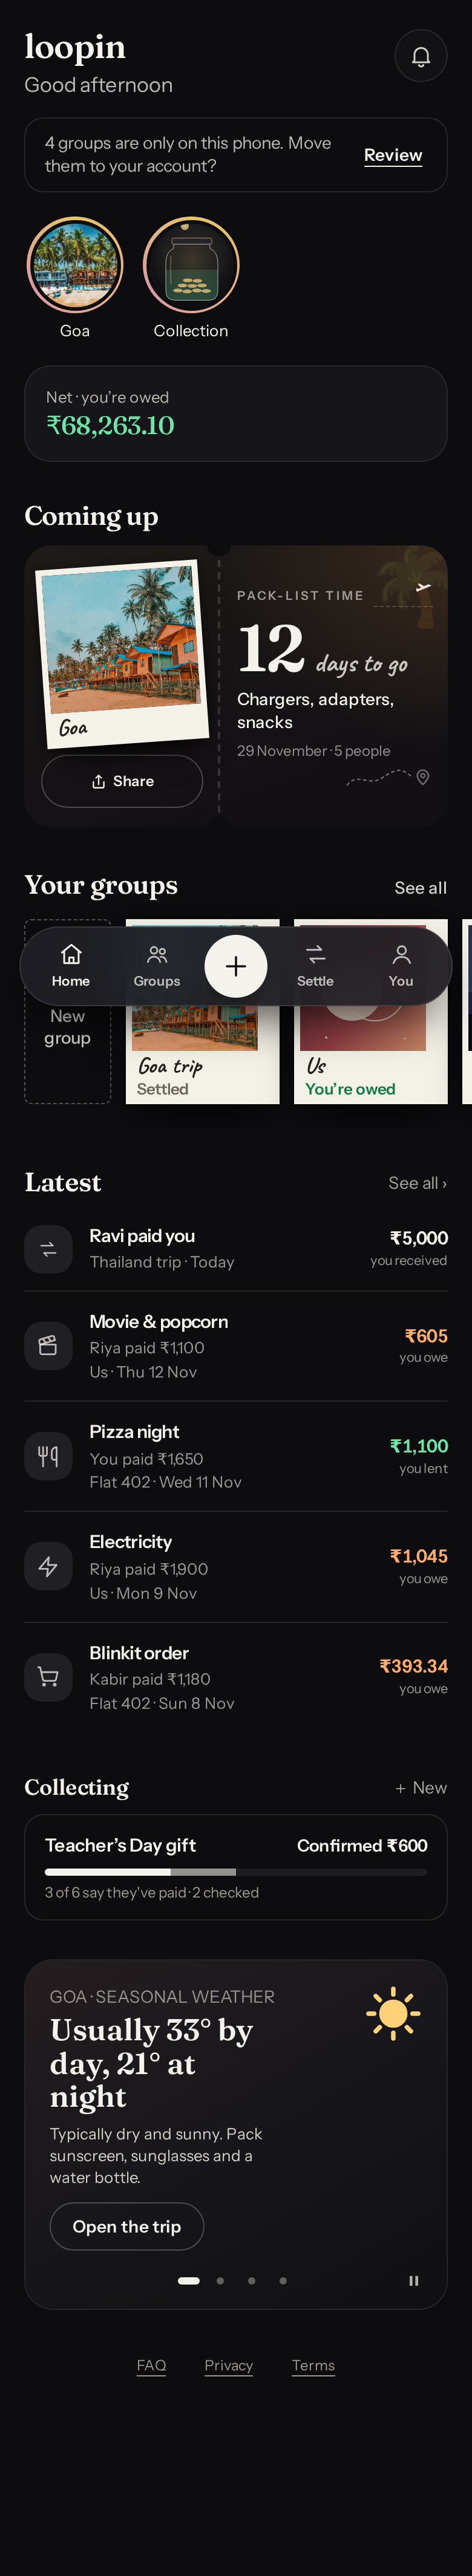 loopin
Good afternoon
4 groups are only on this phone. Move
them to your account?
Review
Goa
Collection
Net · you're owed
₹68,263.10
Coming up
Goa
Share
PACK-LIST TIME
12 days to go
Chargers, adapters,
snacks
29 November · 5 people
Your groups
See all
Home
Groups
Settle
You
New
group
Goa trip
Settled
Us
You're owed
Latest
See all ›
Ravi paid you
Thailand trip · Today
₹5,000
you received
Movie & popcorn
Riya paid ₹1,100
Us · Thu 12 Nov
₹605
you owe
Pizza night
You paid ₹1,650
Flat 402 · Wed 11 Nov
₹1,100
you lent
Electricity
Riya paid ₹1,900
Us · Mon 9 Nov
₹1,045
you owe
Blinkit order
Kabir paid ₹1,180
Flat 402 · Sun 8 Nov
₹393.34
you owe
Collecting
+ New
Teacher's Day gift
Confirmed ₹600
3 of 6 say they've paid · 2 checked
GOA · SEASONAL WEATHER
Usually 33° by
day, 21° at
night
Typically dry and sunny. Pack
sunscreen, sunglasses and a
water bottle.
Open the trip
FAQ
Privacy
Terms